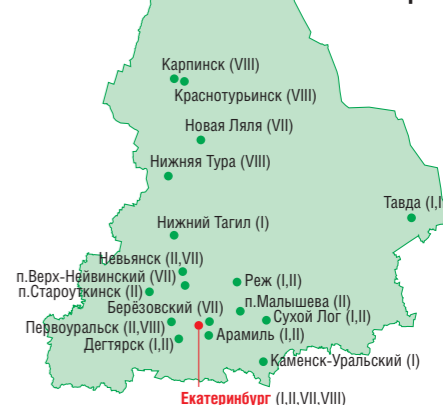 Карпинск (VIII)
Краснотурьинск (VIII)
Новая Ляля (VII)
Нижняя Тура (VIII)
Тавда (I,I
Нижний Тагил (I)
Невьянск (II,VII)
п.Верх-Нейвинский (VII)
п.Староуткинск (II)
Реж (I,II)
Берёзовский (VII)
п.Малышева (II)
Сухой Лог (I,II)
Первоуральск (II,VIII)
Арамиль (I,II)
Дегтярск (I,II)
Каменск-Уральский (I)
Екатеринбург (I,II,VII,VIII)